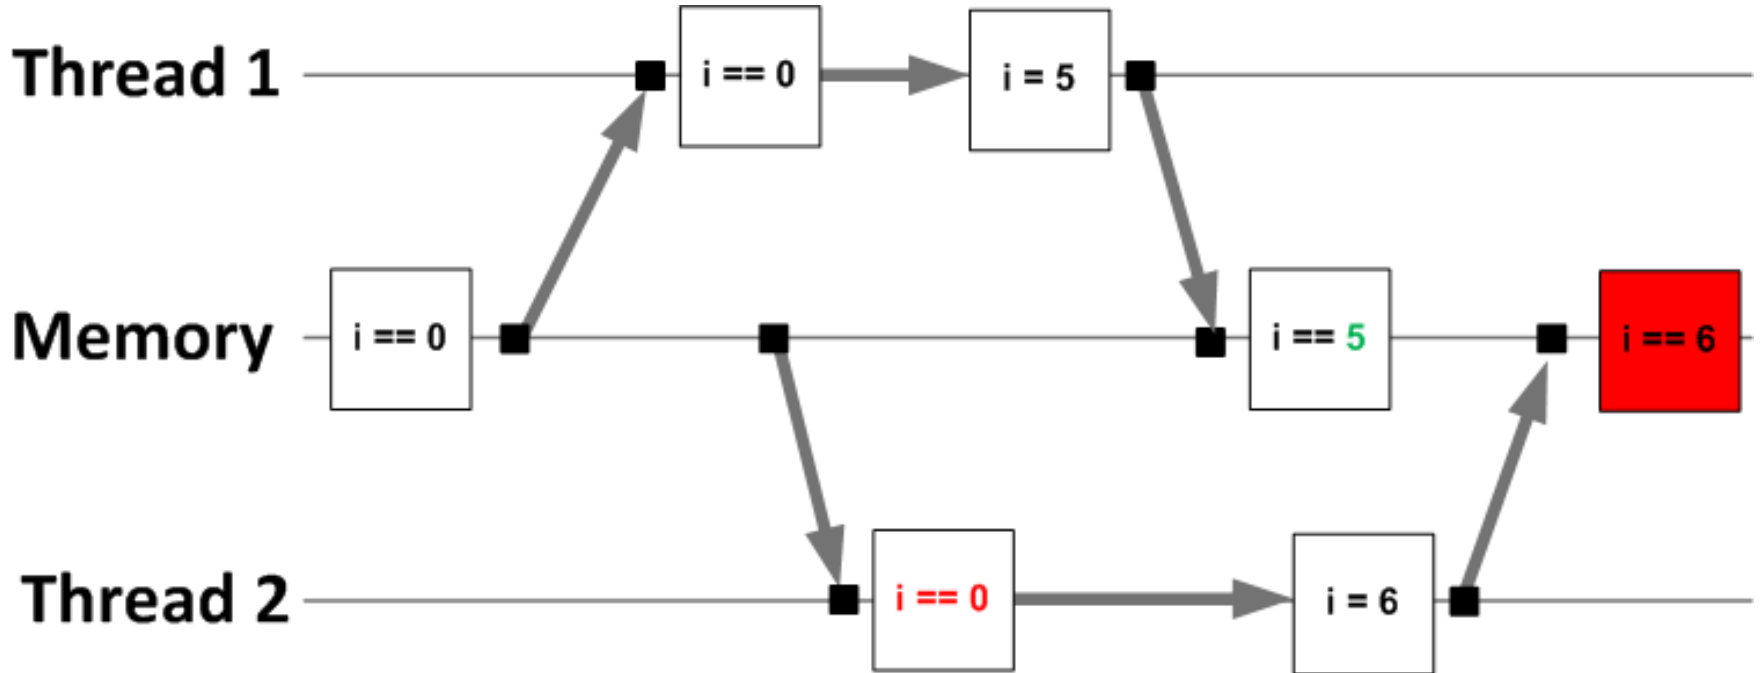 Thread 1
i == 0
i = 5
Memory
i == 0
i == 5
i == 6
Thread 2
i == 0
i = 6